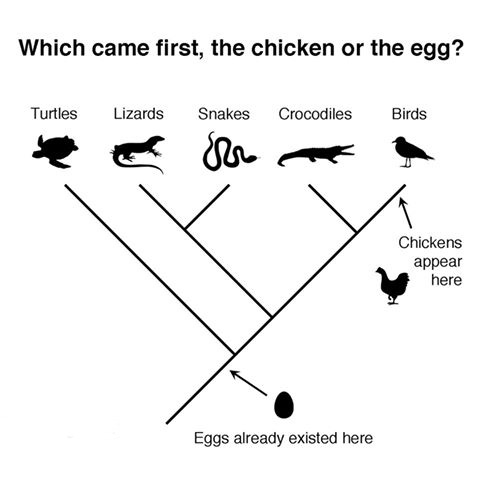 Which came first, the chicken or the egg?
Turtles Lizards Snakes Crocodiles Birds
Chickens
appear
here
Eggs already existed here